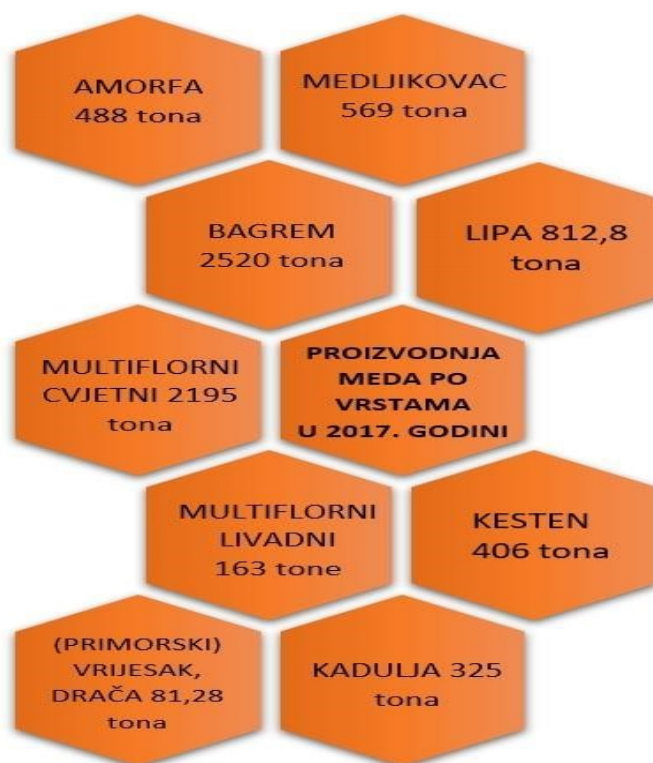 AMORFA
488 tona
MEDLJIKOVAC
569 tona
BAGREM
2520 tona
LIPA 812,8
tona
MULTIFLORNI
CVJETNI 2195
tona
PROIZVODNJA
MEDA PO
VRSTAMA
U 2017. GODINI
MULTIFLORNI
LIVADNI
163 tone
KESTEN
406 tona
(PRIMORSKI)
VRIJESAK,
DRAČA 81,28
tona
KADULJA 325
tona